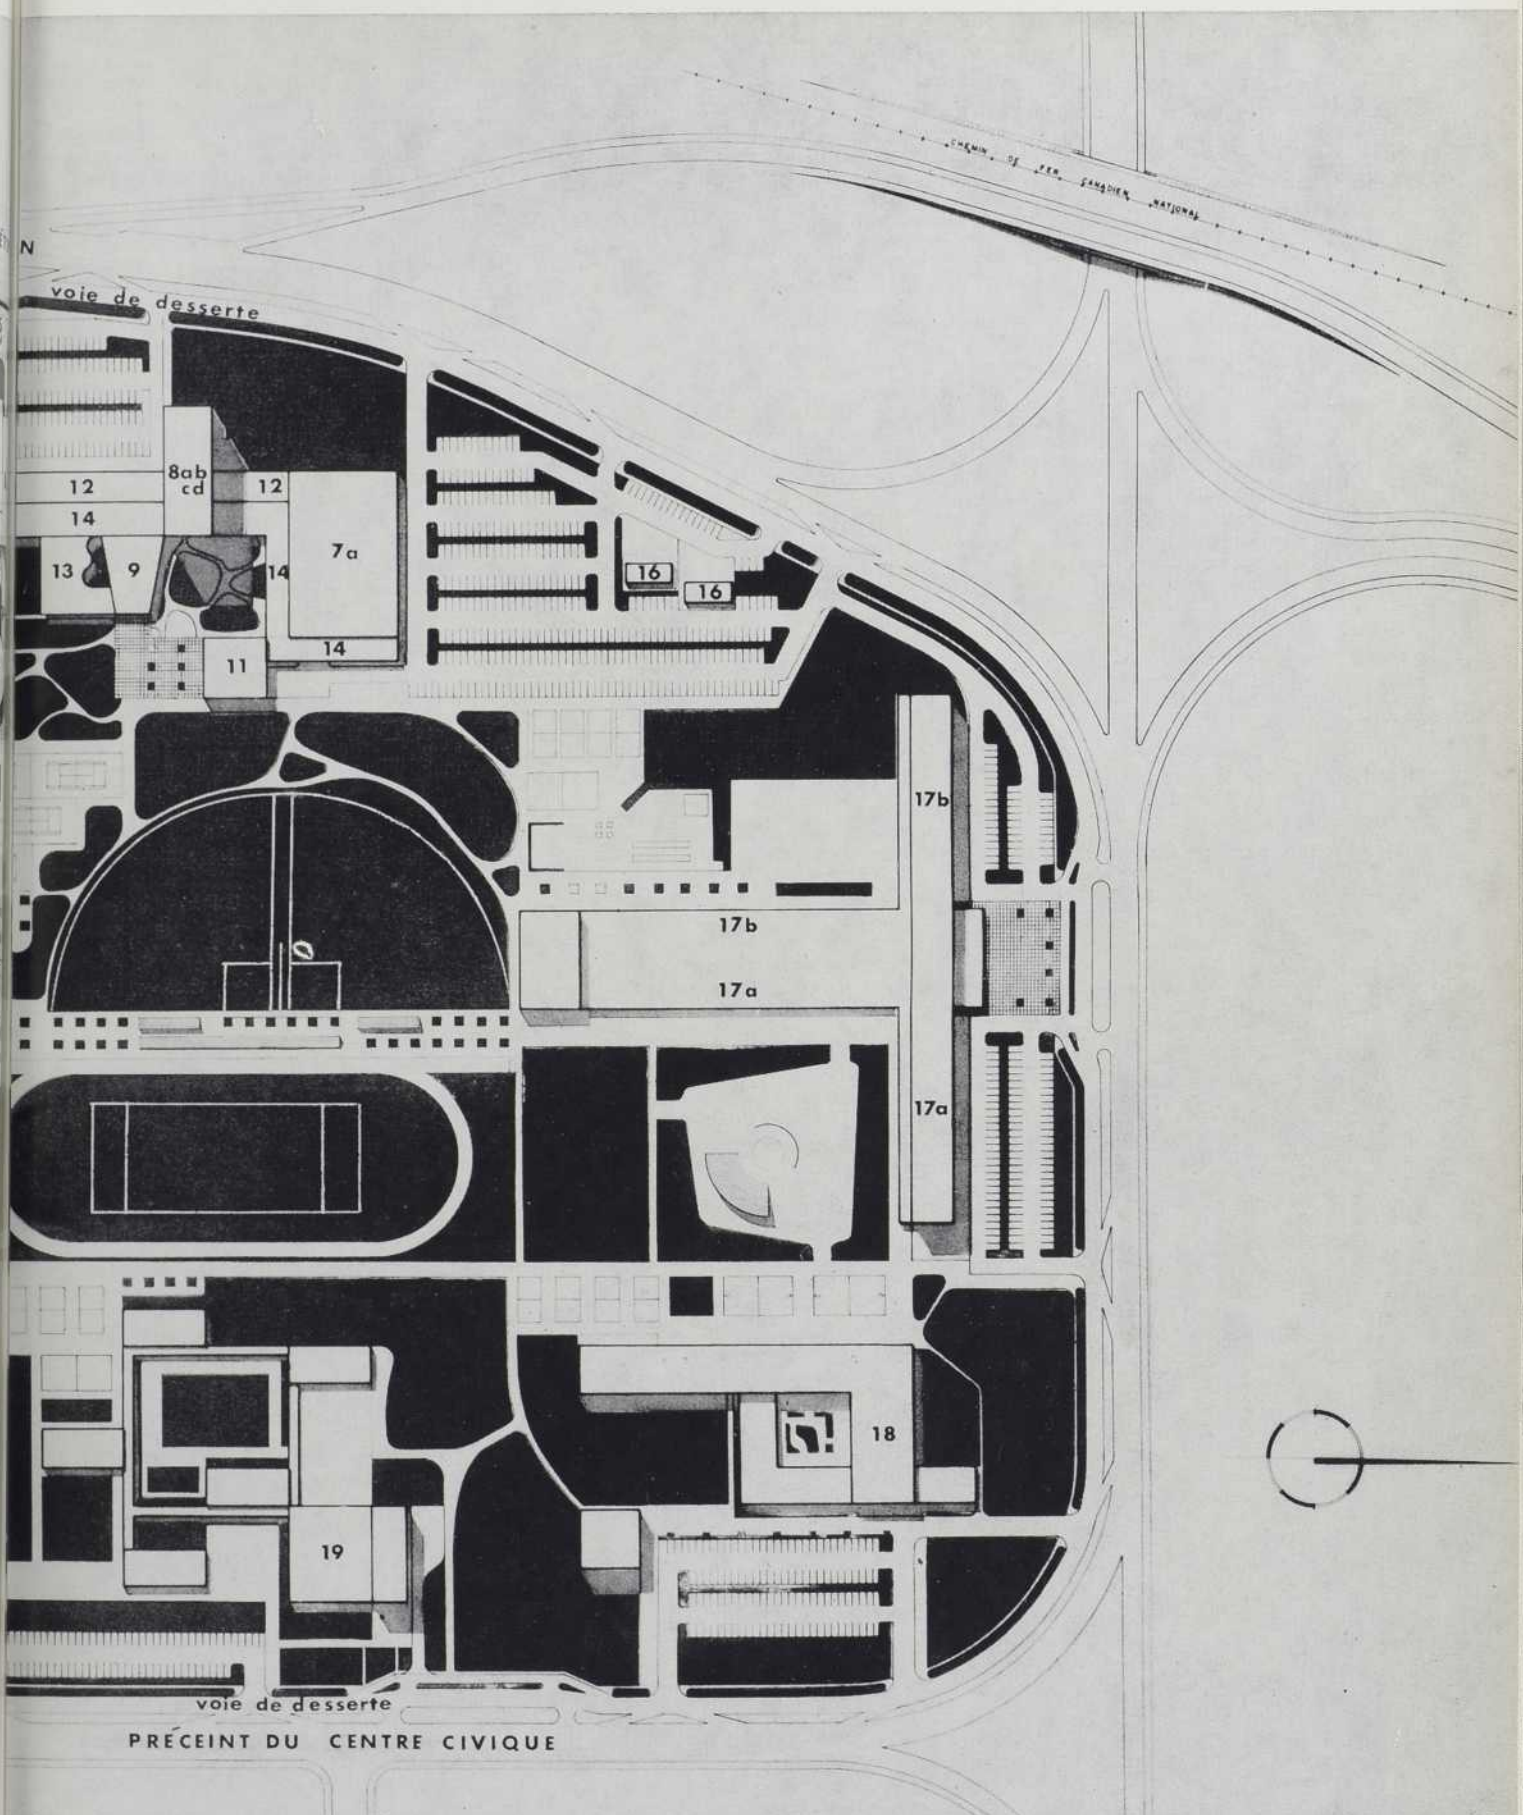 CHEMIN DE FER CANADIEN NATIONAL
N
voie de desserte
8ab
cd
12
12
14
7a
13
9
14
16
16
14
11
17b
17b
17a
17a
18
19
voie de desserte
PRÉCEINT DU CENTRE CIVIQUE